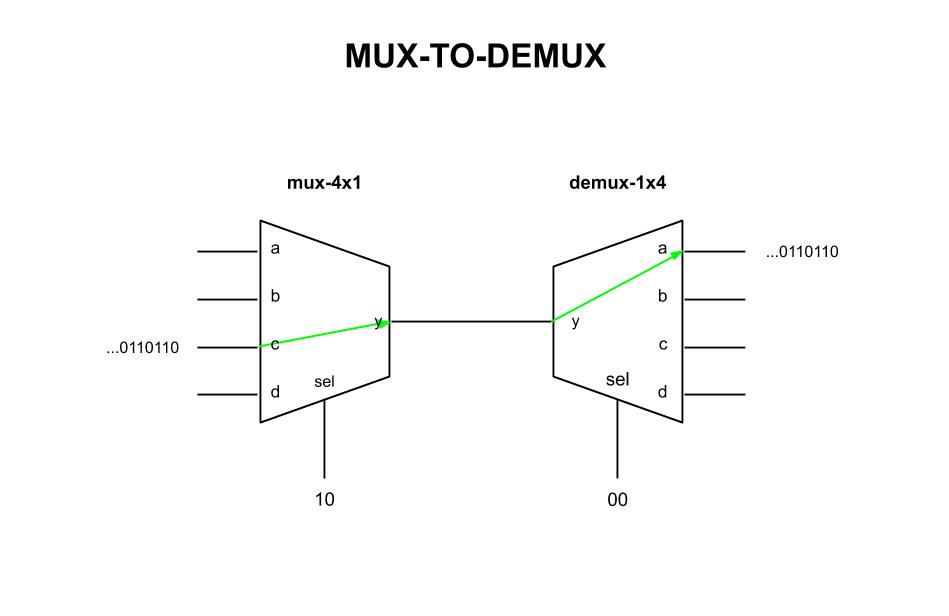 MUX-TO-DEMUX
mux-4x1
demux-1x4
a
a
...0110110
b
b
y
y
...0110110
c
c
sel
sel
d
d
10
00